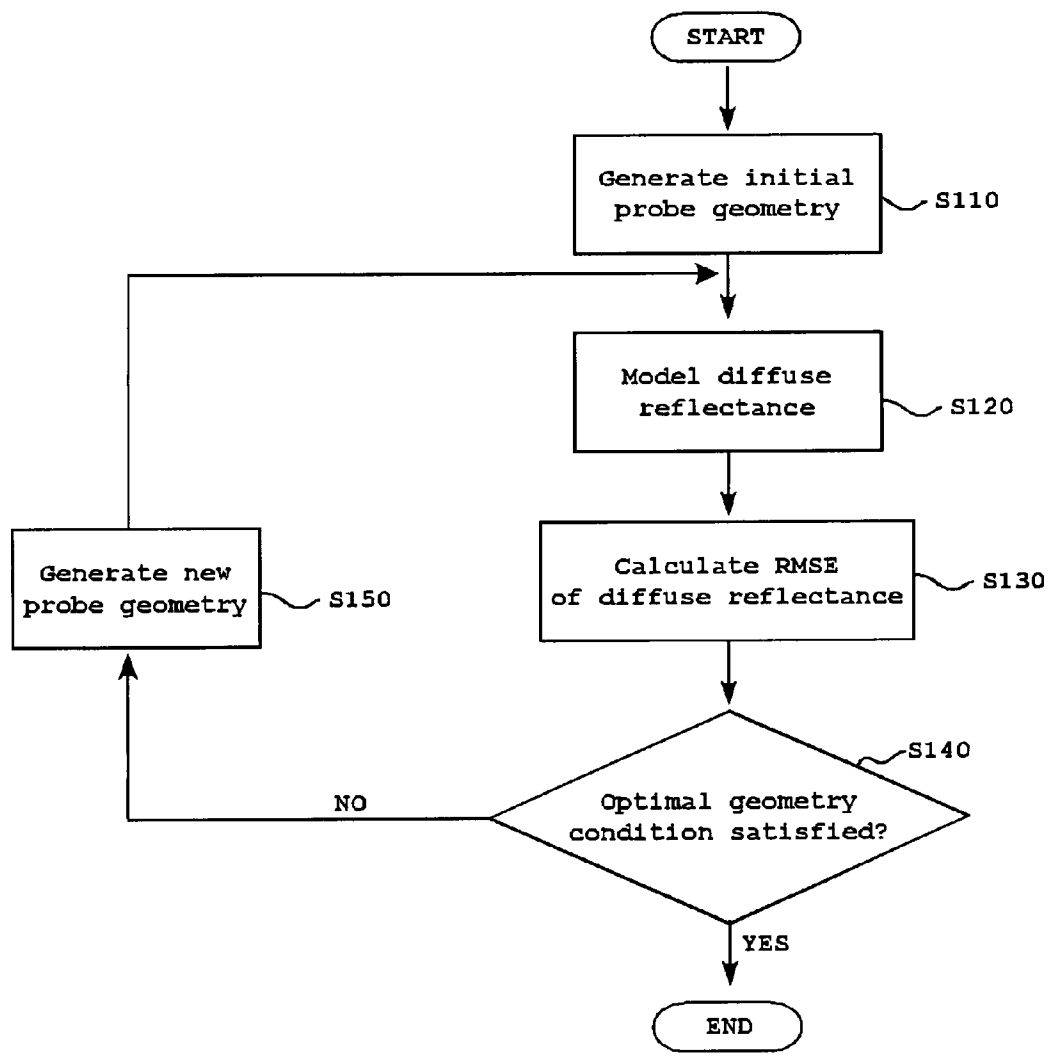 START
Generate initial
probe geometry
S110
Model diffuse
reflectance
S120
Calculate RMSE
of diffuse reflectance
S130
Generate new
probe geometry
S150
S140
Optimal geometry
condition satisfied?
NO
YES
END